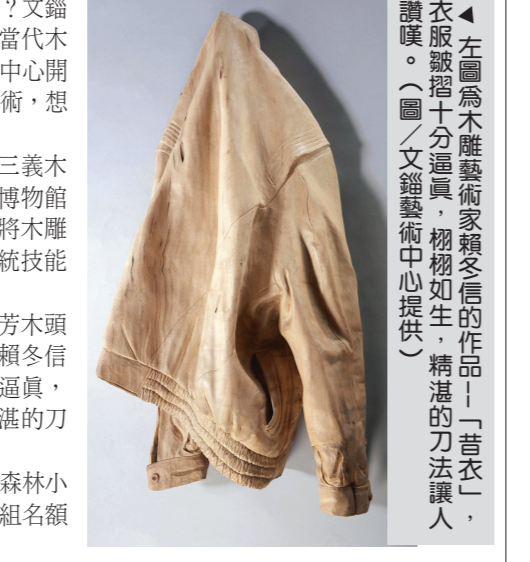 ◀左圖為木雕藝術家賴冬信的作品—「昔衣」，
衣服皺摺十分逼真，栩栩如生，精湛的刀法讓人
讚嘆。（圖／文錙藝術中心提供）
？文錙
當代木
中心開
術，想
三義木
博物館
將木雕
統技能
芳木頭
賴冬信
逼真，
湛的刀
森林小
組名額